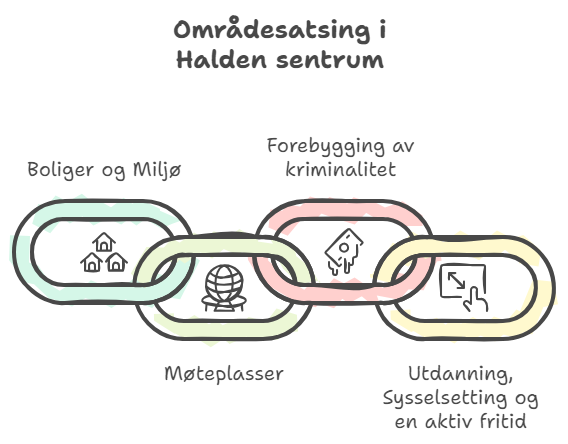 Områdesatsing i
Halden sentrum
Forebygging av
kriminalitet
Boliger og Miljø
Møteplasser
Utdanning,
Sysselsetting og
en aktiv fritid